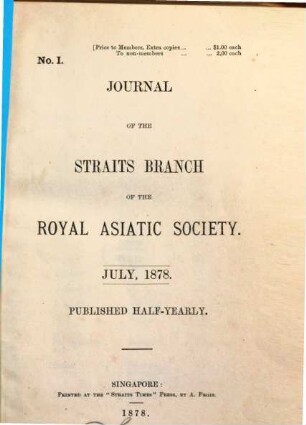 (Price to Members, Extra copies... ... $1.00 each
To non-members ... ... 2.00 each
No. I.
JOURNAL
OF THE
STRAITS BRANCH
OF THE
ROYAL ASIATIC SOCIETY.
JULY, 1878.
PUBLISHED HALF-YEARLY.
SINGAPORE:
PRINTED AT THE "STRAITS TIMES" PRESS, BY A.
1878.